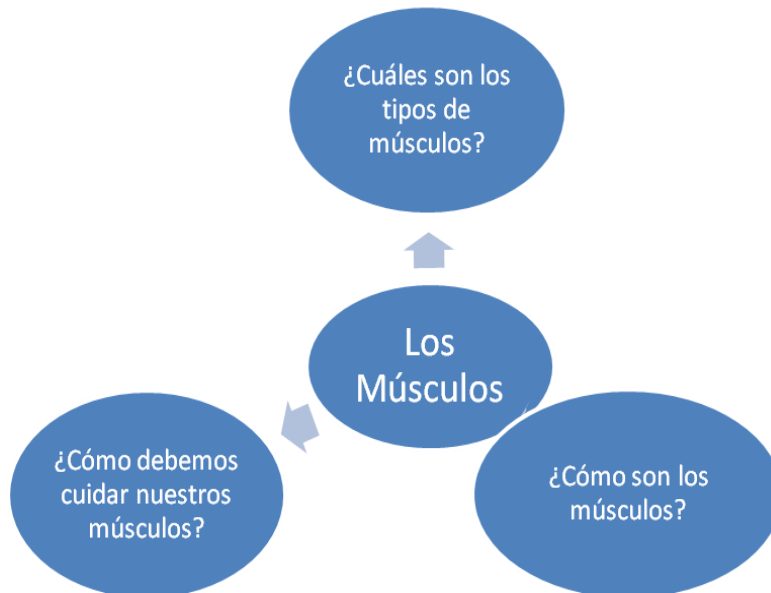 ¿Cuáles son los
tipos de
músculos?
Los
Músculos
¿Cómo debemos
cuidar nuestros
músculos?
¿Cómo son los
músculos?